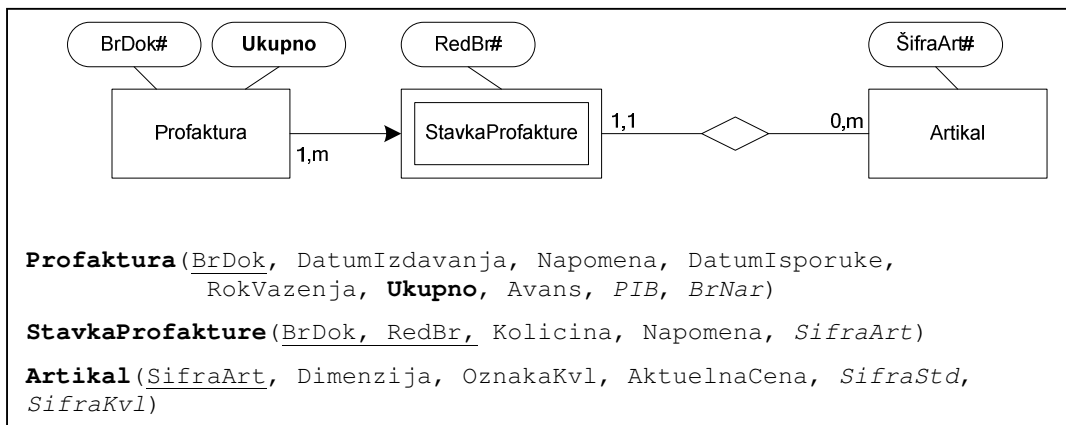 BrDok# Ukupno RedBr# ŠifraArt#
Profaktura StavkaProfakture 1,1 0,m Artikal
1,m
Profaktura(BrDok, DatumIzdavanja, Napomena, DatumIsporuke,
RokVazenja, Ukupno, Avans, PIB, BrNar)
StavkaProfakture(BrDok, RedBr, Kolicina, Napomena, SifraArt)
Artikal(SifraArt, Dimenzija, OznakaKvl, AktuelnaCena, SifraStd,
SifraKvl)